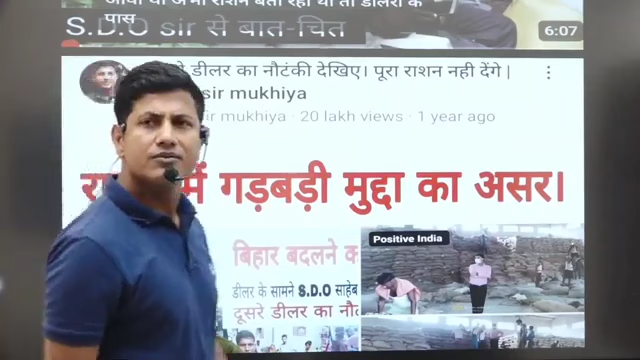 पास
S.D.O sir से बात-चित
6:07
डीलर का नौटंकी देखिए। पूरा राशन नही देंगे |
sir mukhiya
sir mukhiya · 20 lakh views · 1 year ago
में गड़बड़ी मुद्दा का असर।
Positive India
बिहार बदलने
डीलर के सामने S.D.O साहेब
दूसरे डीलर का